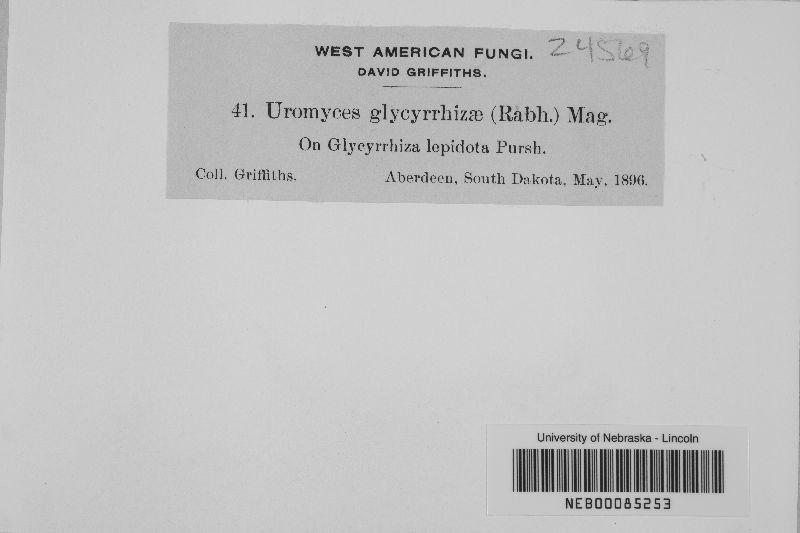 WEST AMERICAN FUNGI. 24569
DAVID GRIFFITHS.
41. Uromyces glycyrrhizæ (Rabh.) Mag.
On Glycyrrhiza lepidota Pursh.
Coll. Griffiths. Aberdeen, South Dakota, May, 1896.
University of Nebraska - Lincoln
NEB00085253